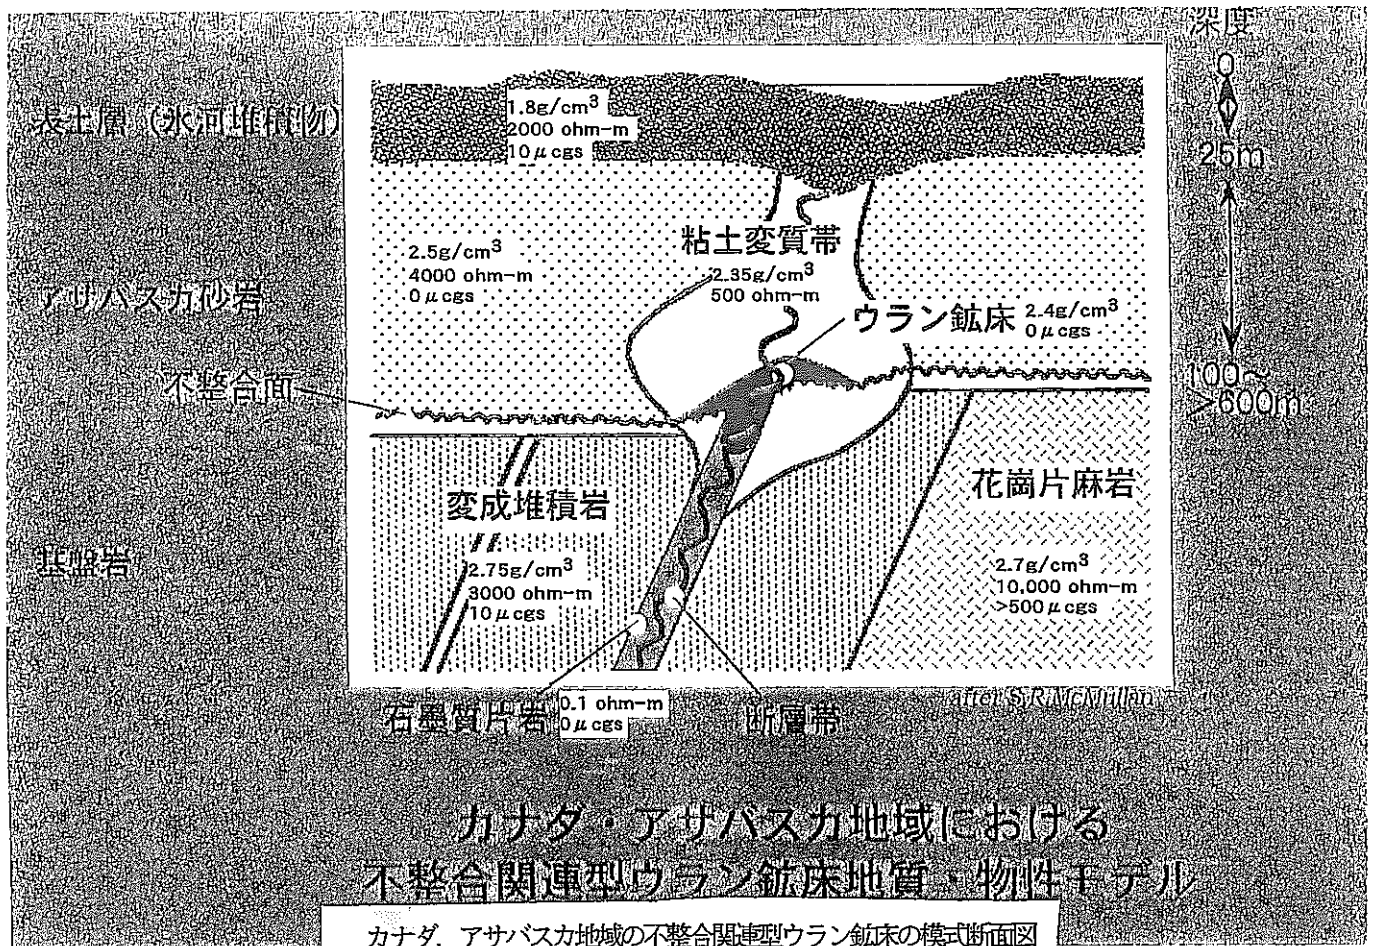 深度
0
25m
100~
>600m
表土層 (氷河堆積物)
1.8g/cm³
2000 ohm-m
10μcgs
粘土変質帯
2.35g/cm³
500 ohm-m
2.5g/cm³
4000 ohm-m
0μcgs
アサバスカ砂岩
ウラン鉱床
2.4g/cm³
0μcgs
不整合面
変成堆積岩
2.75g/cm³
3000 ohm-m
10μcgs
花崗片麻岩
2.7g/cm³
10,000 ohm-m
>500μcgs
基盤岩
石墨質片岩
0.1 ohm-m
0μcgs
断層帯
after S,R,McMullan
カナダ・アサバスカ地域における
不整合関連型ウラン鉱床地質・物性モデル
カナダ, アサバスカ地域の不整合関連型ウラン鉱床の模式断面図